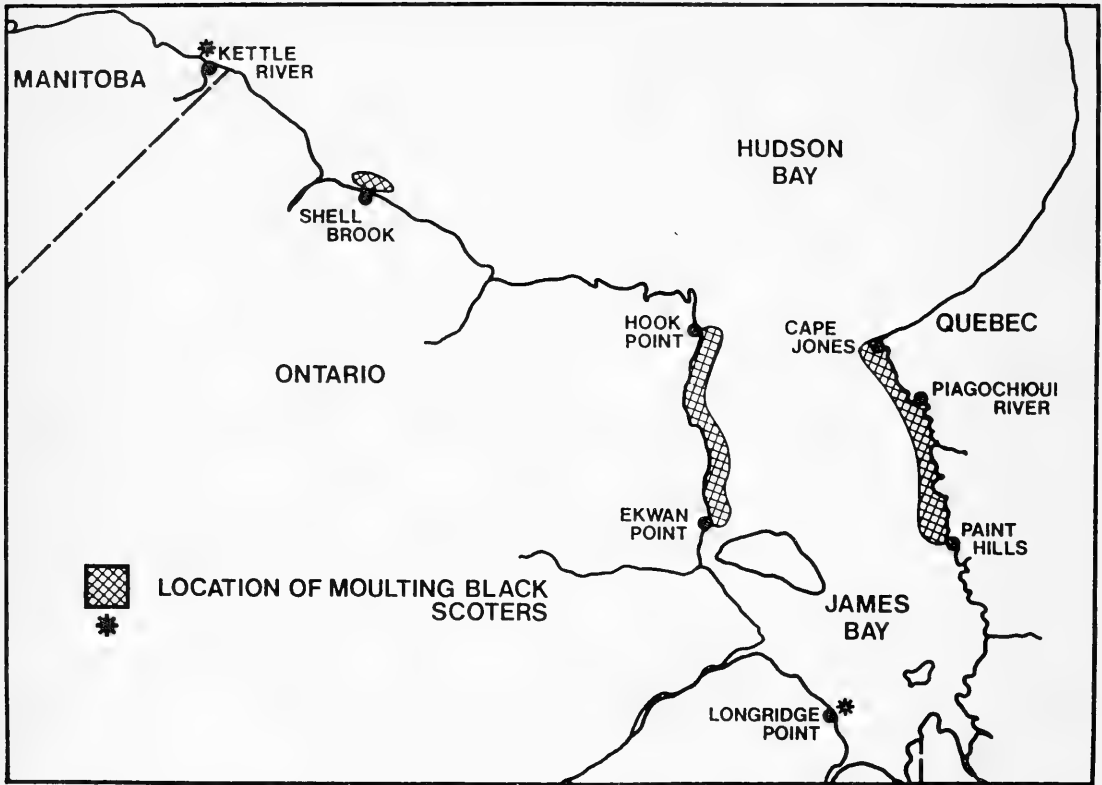 KETTLE
RIVER
MANITOBA
HUDSON
BAY
SHELL
BROOK
HOOK
POINT
CAPE
JONES
QUEBEC
ONTARIO
PIAGOCHIOUI
RIVER
EKWAN
POINT
PAINT
HILLS
LOCATION OF MOULTING BLACK
SCOTERS
JAMES
BAY
LONGRIDGE
POINT